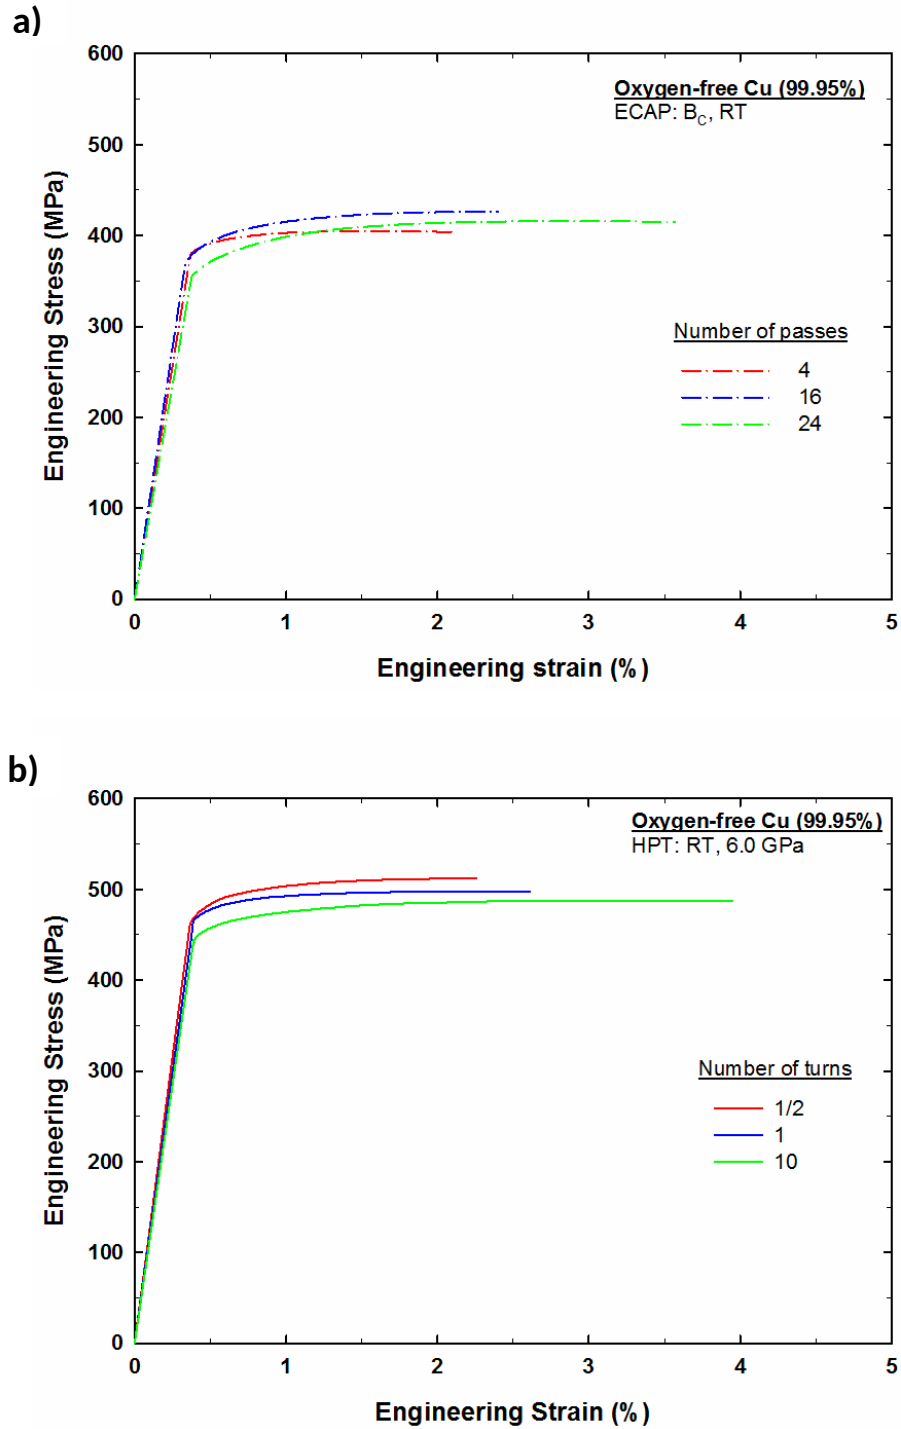 a)
600
500
400
300
200
100
0
Engineering Stress (MPa)
Oxygen-free Cu (99.95%)
ECAP: BC, RT
Number of passes
4
16
24
0 1 2 3 4 5
Engineering strain (%)
b)
600
500
400
300
200
100
0
Engineering Stress (MPa)
Oxygen-free Cu (99.95%)
HPT: RT, 6.0 GPa
Number of turns
1/2
1
10
0 1 2 3 4 5
Engineering Strain (%)